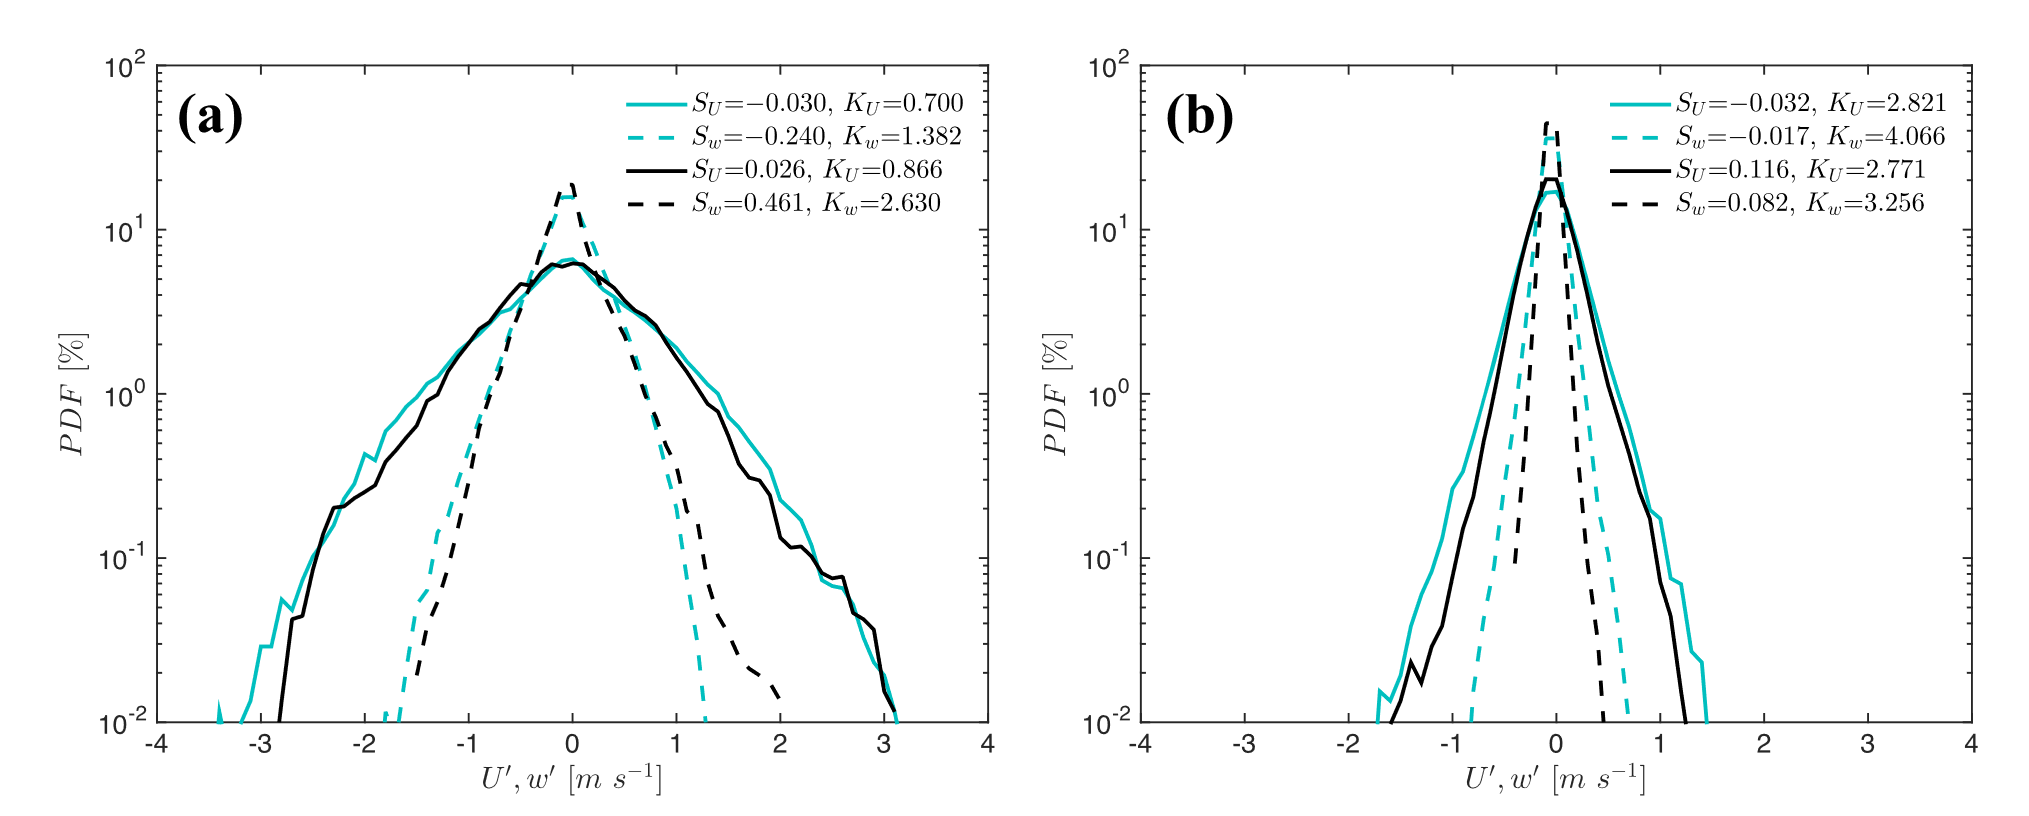 (a)
S_U=−0.030, K_U=0.700
S_w=−0.240, K_w=1.382
S_U=0.026, K_U=0.866
S_w=0.461, K_w=2.630
PDF [%]
10^2
10^1
10^0
10^-1
10^-2
-4 -3 -2 -1 0 1 2 3 4
U′, w′ [m s^−1]
(b)
S_U=−0.032, K_U=2.821
S_w=−0.017, K_w=4.066
S_U=0.116, K_U=2.771
S_w=0.082, K_w=3.256
PDF [%]
10^2
10^1
10^0
10^-1
10^-2
-4 -3 -2 -1 0 1 2 3 4
U′, w′ [m s^−1]